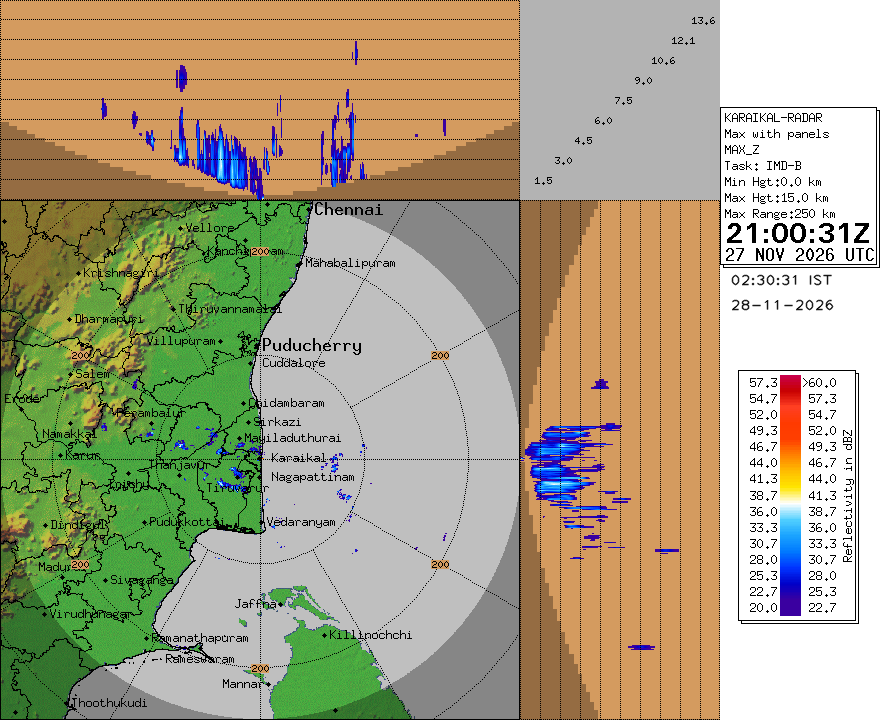 13.6
12.1
10.6
9.0
7.5
6.0
4.5
3.0
1.5
KARAIKAL-RADAR
Max with panels
MAX_Z
Task: IMD-B
Min Hgt:0.0 km
Max Hgt:15.0 km
Max Range:250 km
21:00:31Z
27 NOV 2026 UTC
02:30:31 IST
28-11-2026
Chennai
Vellore
200
Mahabalipuram
Krishnagiri
Thiruvannamalai
Dharmapuri
Villupuram
Puducherry
200
200
Cuddalore
Salem
Chidambaram
Perambalur
Sirkazi
Namakkal
Mayiladuthurai
Karur
Karaikal
Thanjavur
Nagapattinam
Tiruvarur
Dindigul
Pudukkottai
Vedaranyam
200
200
Madurai
Sivaganga
Jaffna
Virudhunagar
Ramanathapuram
Killinochchi
Rameswaram
200
Mannar
Thoothukudi
57.3 >60.0
54.7 57.3
52.0 54.7
49.3 52.0
46.7 49.3
44.0 46.7
41.3 44.0
38.7 41.3
36.0 38.7
33.3 36.0
30.7 33.3
28.0 30.7
25.3 28.0
22.7 25.3
20.0 22.7
Reflectivity in dBZ